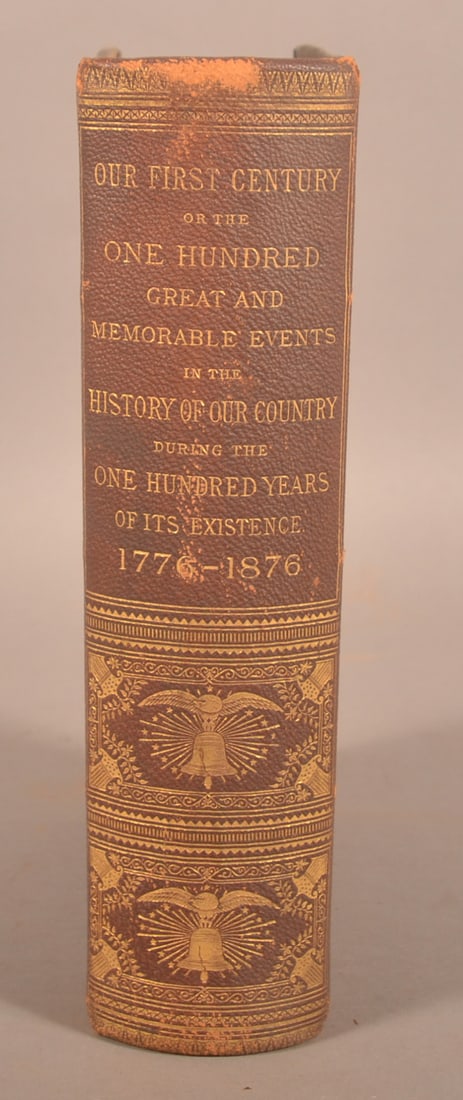 OUR FIRST CENTURY
OR THE
ONE HUNDRED
GREAT AND
MEMORABLE EVENTS
IN THE
HISTORY OF OUR COUNTRY
DURING THE
ONE HUNDRED YEARS
OF ITS EXISTENCE
1776-1876